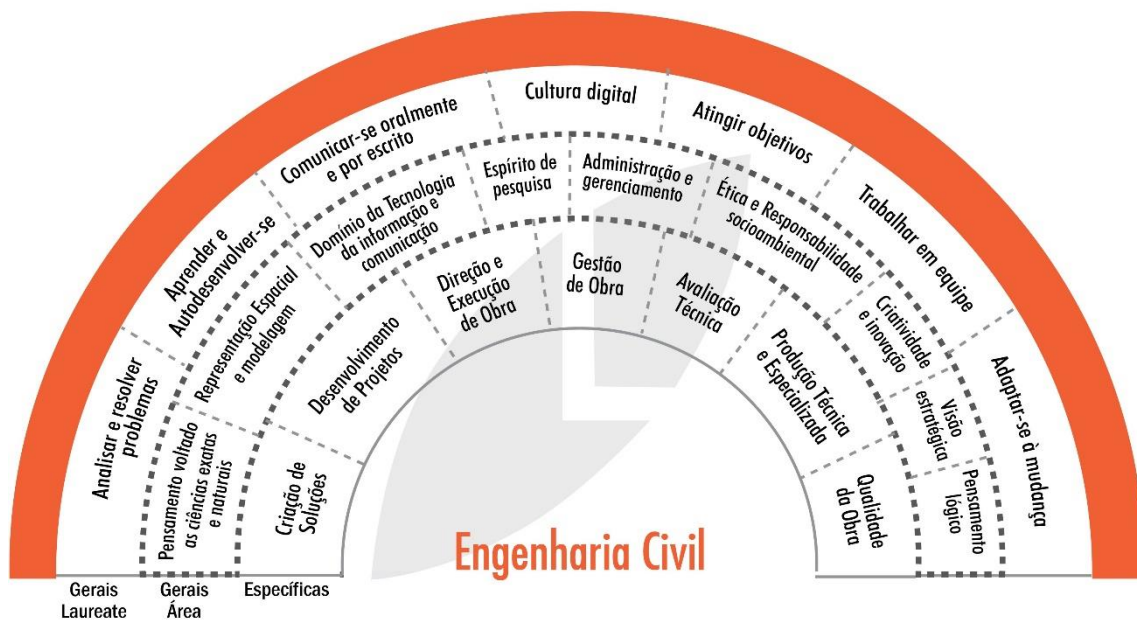 Analisar e resolver
problemas
Aprender e
Autodesenvolver-se
Comunicar-se oralmente
e por escrito
Cultura digital
Atingir objetivos
Trabalhar em equipe
Adaptar-se à mudança
Pensamento voltado
as ciências exatas
e naturais
Representação Espacial
e modelagem
Domínio da Tecnologia
da informação e
comunicação
Espírito de
pesquisa
Administração e
gerenciamento
Ética e Responsabilidade
socioambiental
Criatividade
e inovação
Visão
estratégica
Pensamento
lógico
Criação de
Soluções
Desenvolvimento
de Projetos
Direção e
Execução
de Obra
Gestão
de Obra
Avaliação
Técnica
Produção Técnica
e Especializada
Qualidade
da Obra
Engenharia Civil
Gerais
Laureate
Gerais
Área
Específicas